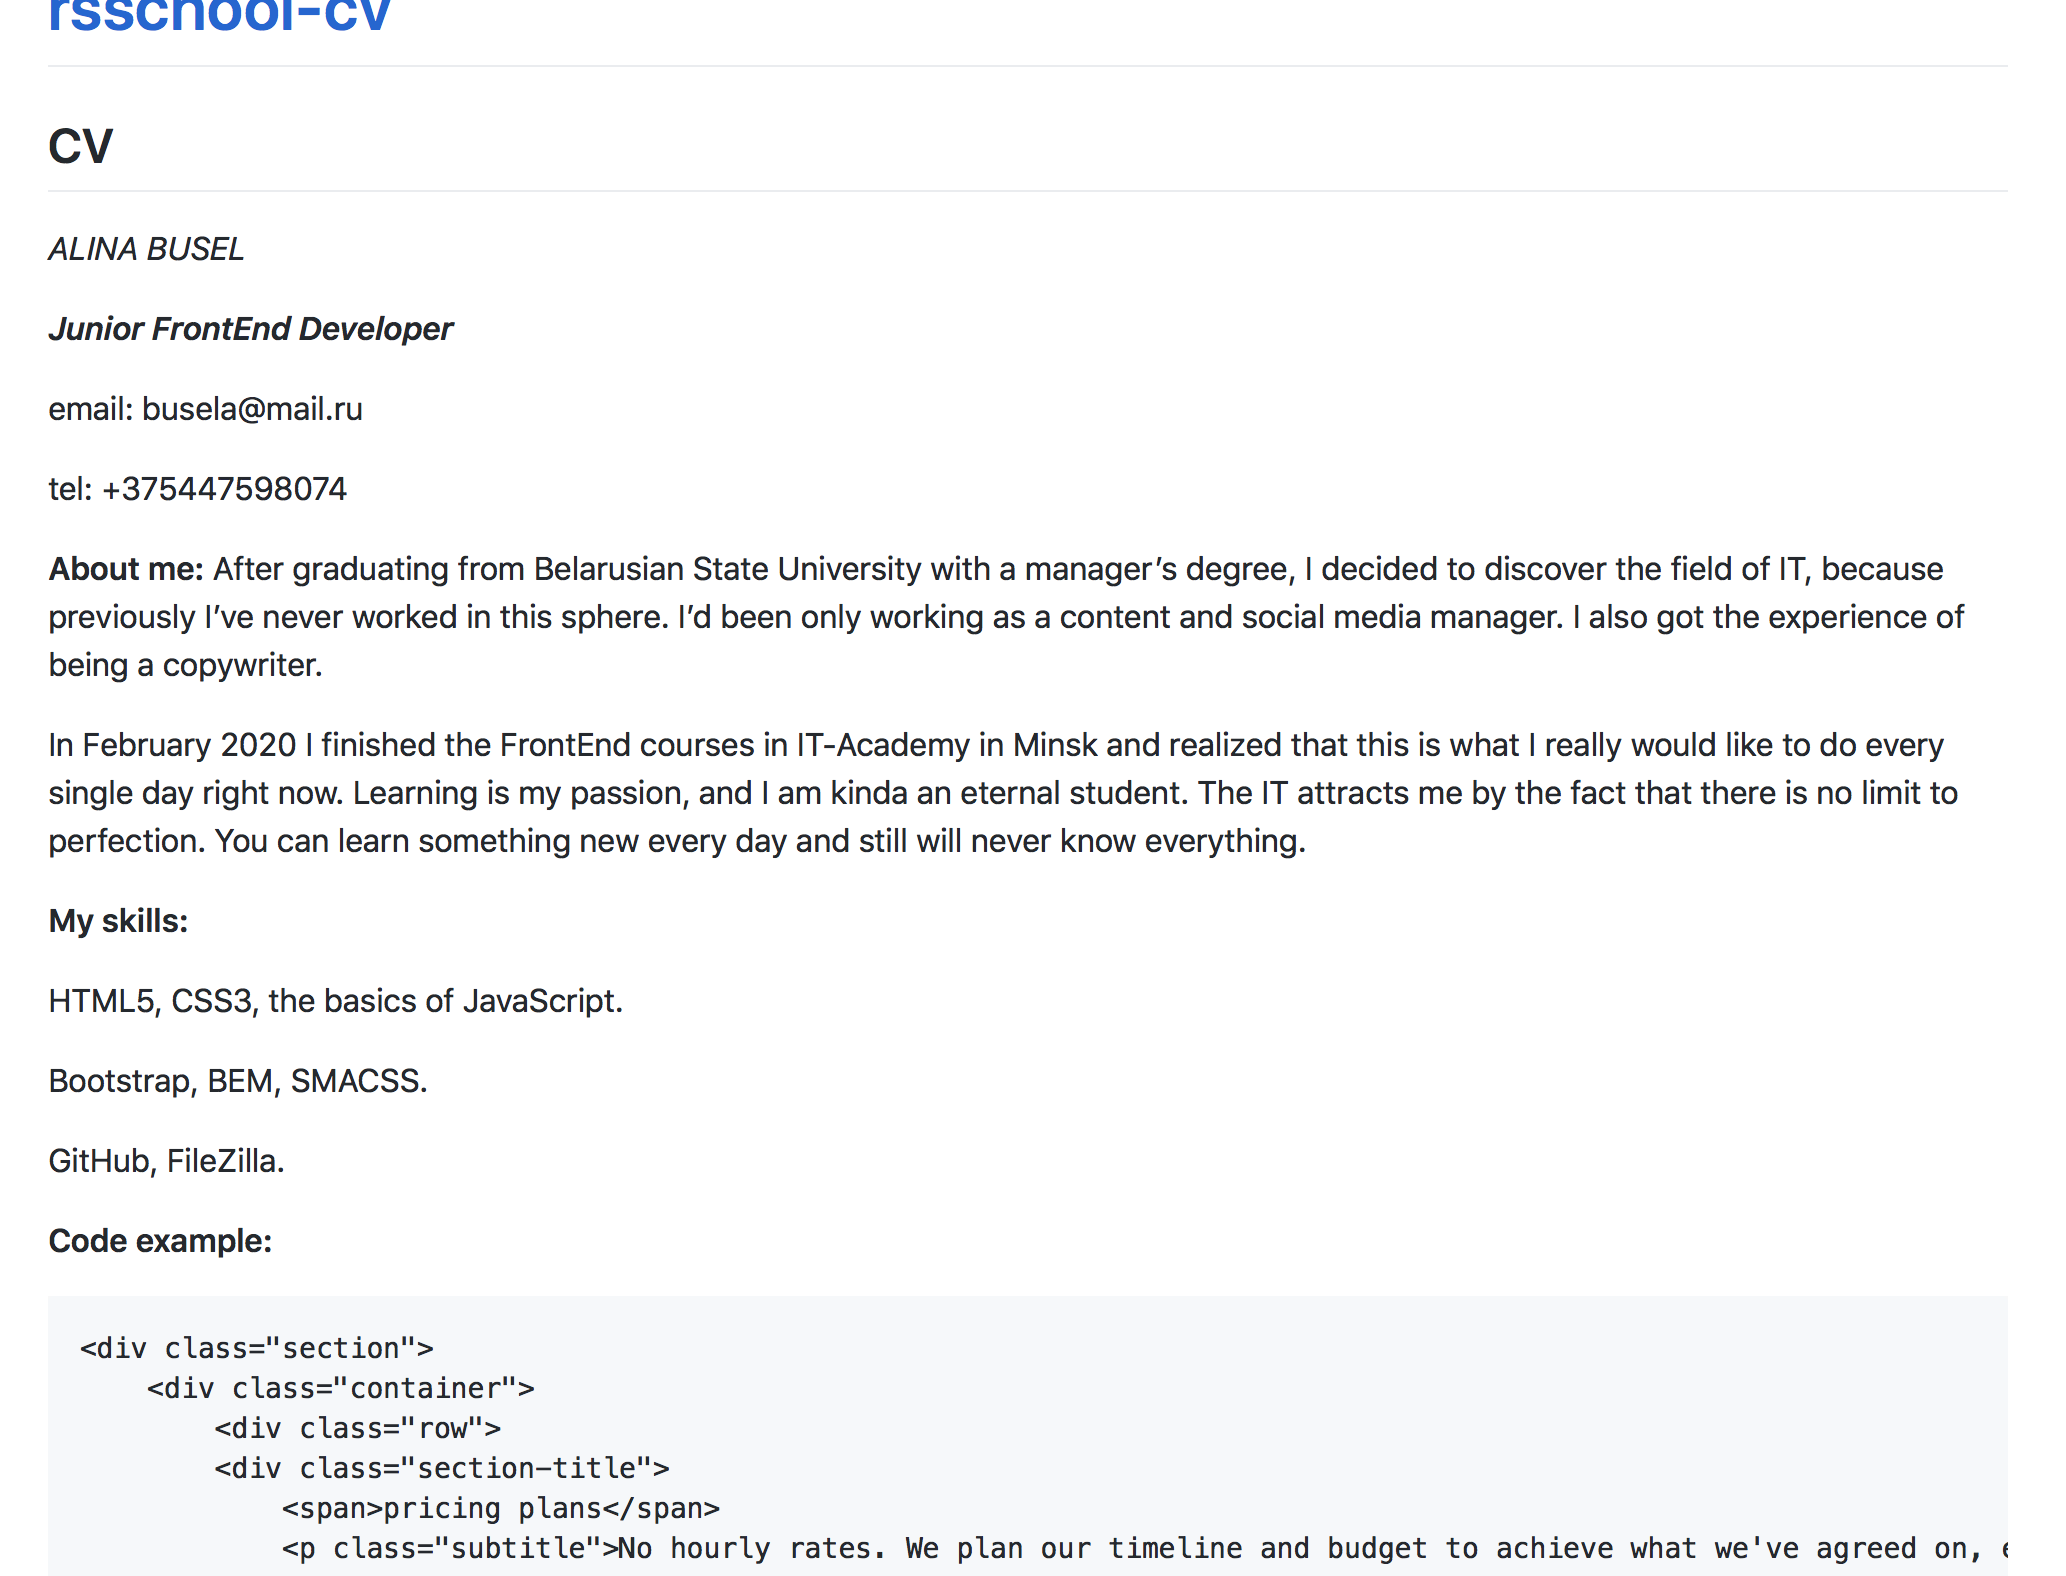 rsschool-cv
CV
ALINA BUSEL
Junior FrontEnd Developer
email: busela@mail.ru
tel: +375447598074
About me: After graduating from Belarusian State University with a manager’s degree, I decided to discover the field of IT, because
previously I’ve never worked in this sphere. I’d been only working as a content and social media manager. I also got the experience of
being a copywriter.
In February 2020 I finished the FrontEnd courses in IT-Academy in Minsk and realized that this is what I really would like to do every
single day right now. Learning is my passion, and I am kinda an eternal student. The IT attracts me by the fact that there is no limit to
perfection. You can learn something new every day and still will never know everything.
My skills:
HTML5, CSS3, the basics of JavaScript.
Bootstrap, BEM, SMACSS.
GitHub, FileZilla.
Code example:
<div class="section">
    <div class="container">
        <div class="row">
        <div class="section-title">
            <span>pricing plans</span>
            <p class="subtitle">No hourly rates. We plan our timeline and budget to achieve what we've agreed on,